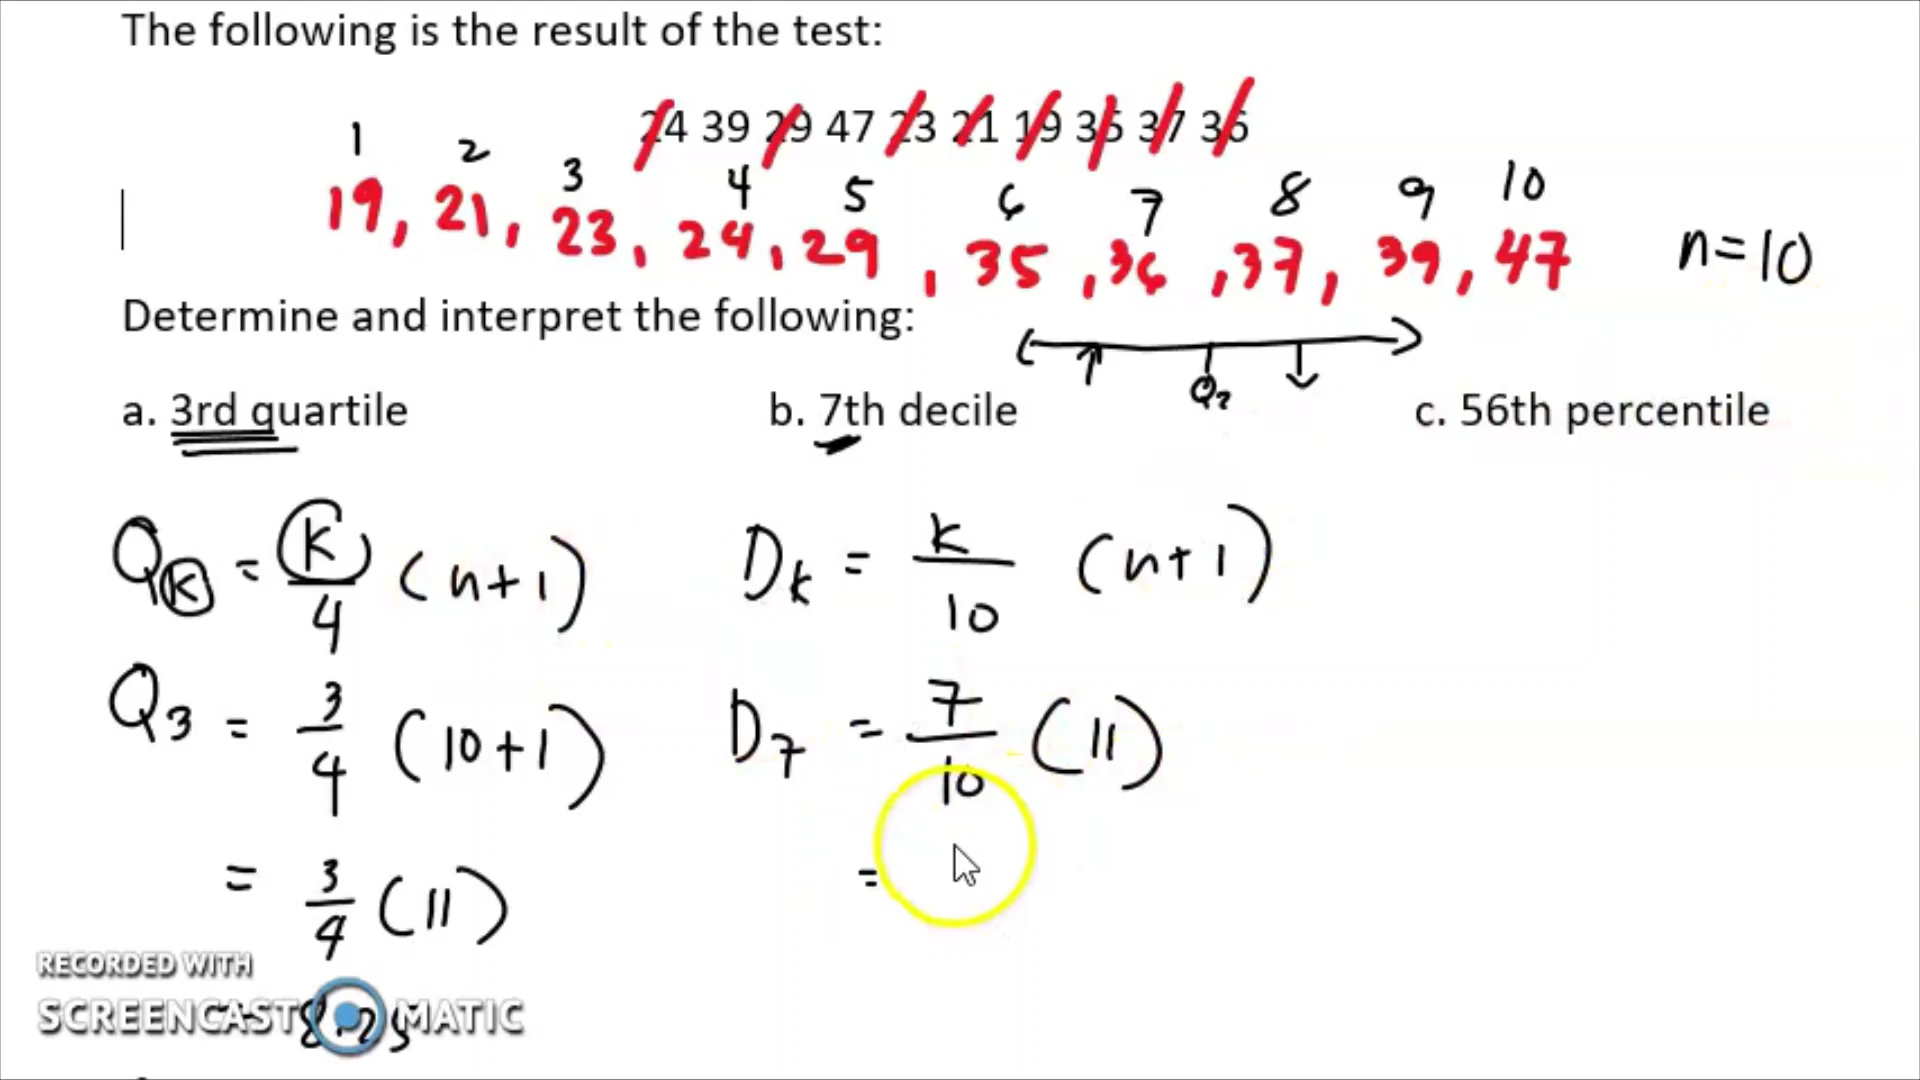 The following is the result of the test:
24 39 29 47 23 21 19 35 37 36
1 2 3 4 5 6 7 8 9 10
19, 21, 23, 24, 29, 35, 36, 37, 39, 47 n=10
Determine and interpret the following:
Q₂
a. 3rd quartile b. 7th decile c. 56th percentile
Qk = k/4 (n+1) Dk = k/10 (n+1)
Q3 = 3/4 (10+1) D7 = 7/10 (11)
= 3/4 (11) =
RECORDED WITH
SCREENCAST MATIC
= 8.25